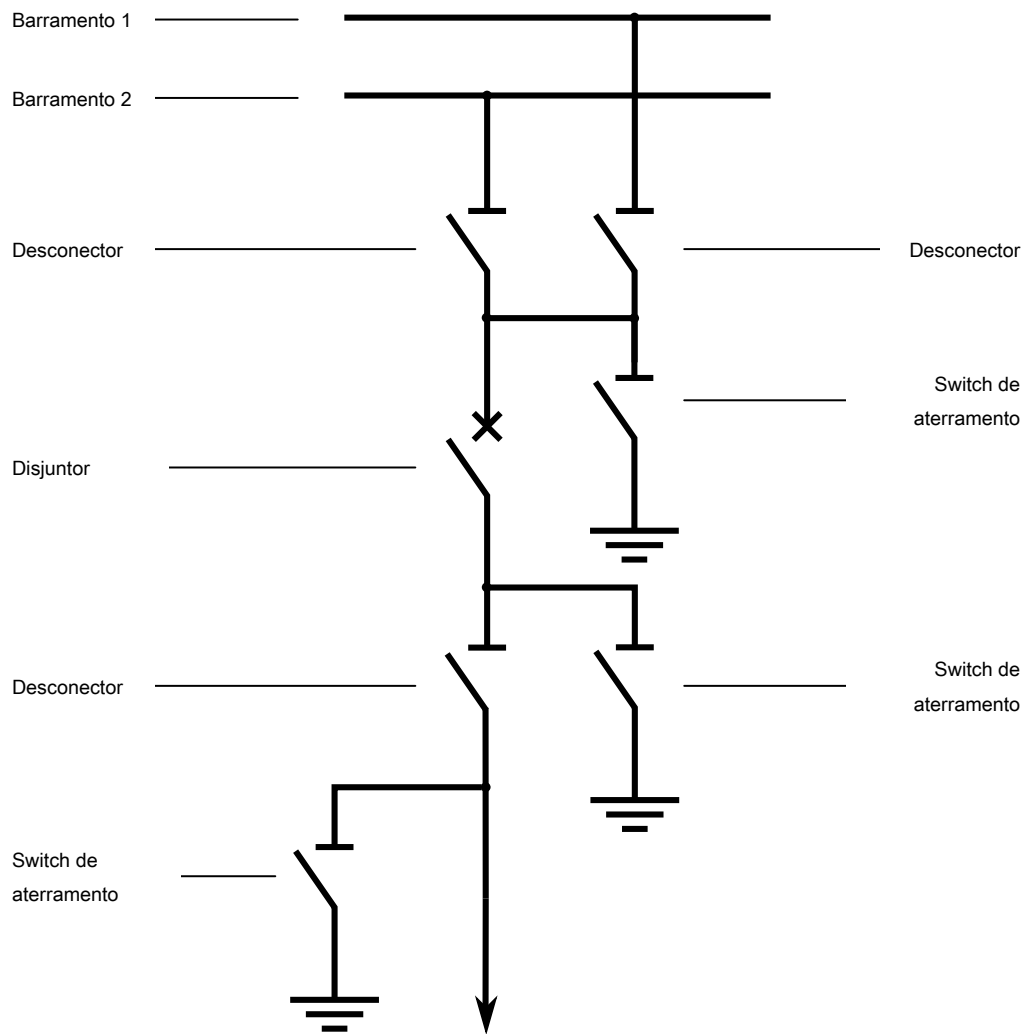 Barramento 1
Barramento 2
Desconector
Desconector
Switch de
aterramento
Disjuntor
Desconector
Switch de
aterramento
Switch de
aterramento